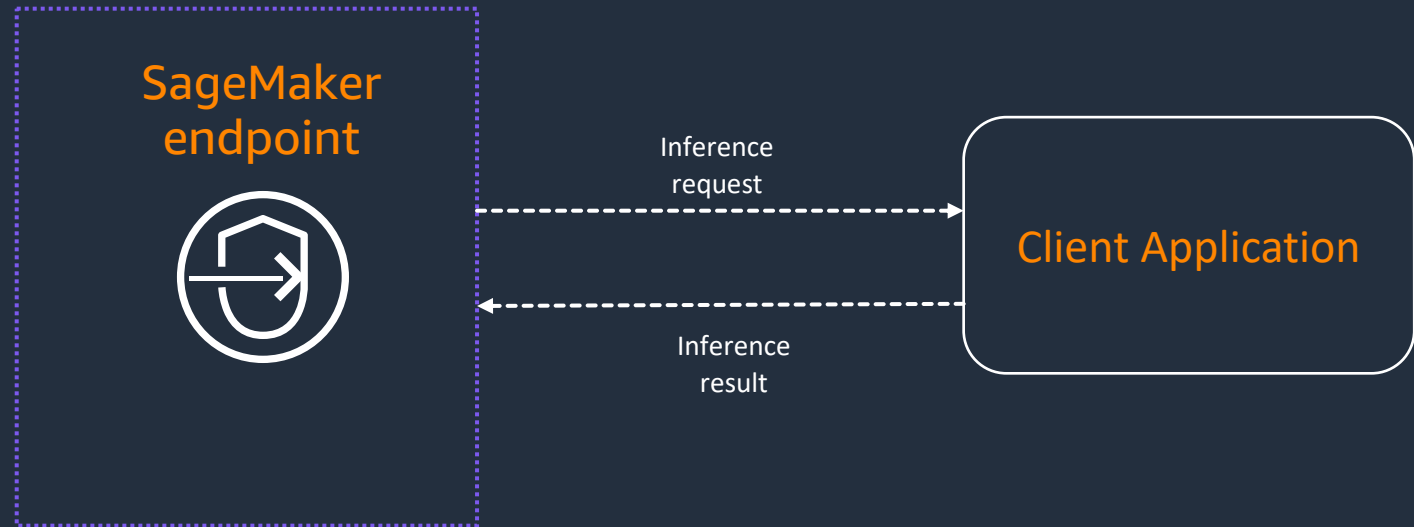 SageMaker
endpoint
Inference
request
Client Application
Inference
result